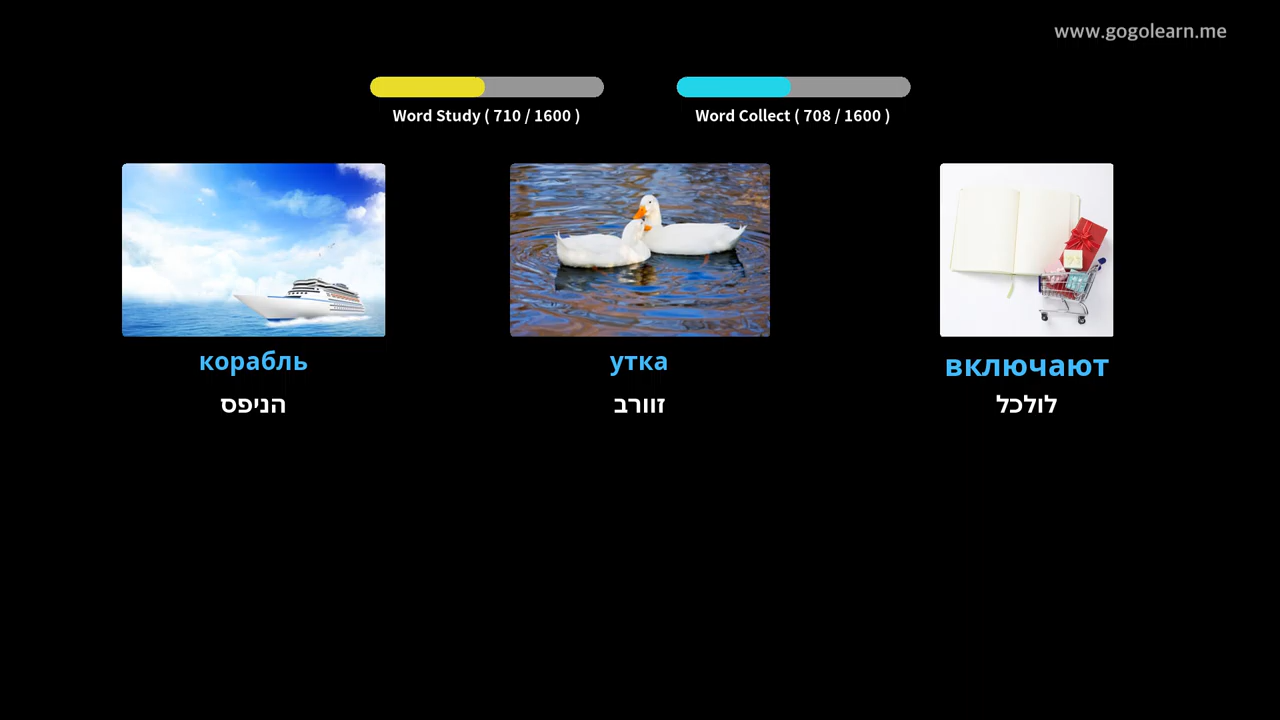 www.gogolearn.me
Word Study ( 710 / 1600 )
Word Collect ( 708 / 1600 )
корабль
הניפס
утка
זוורב
включают
לולכל